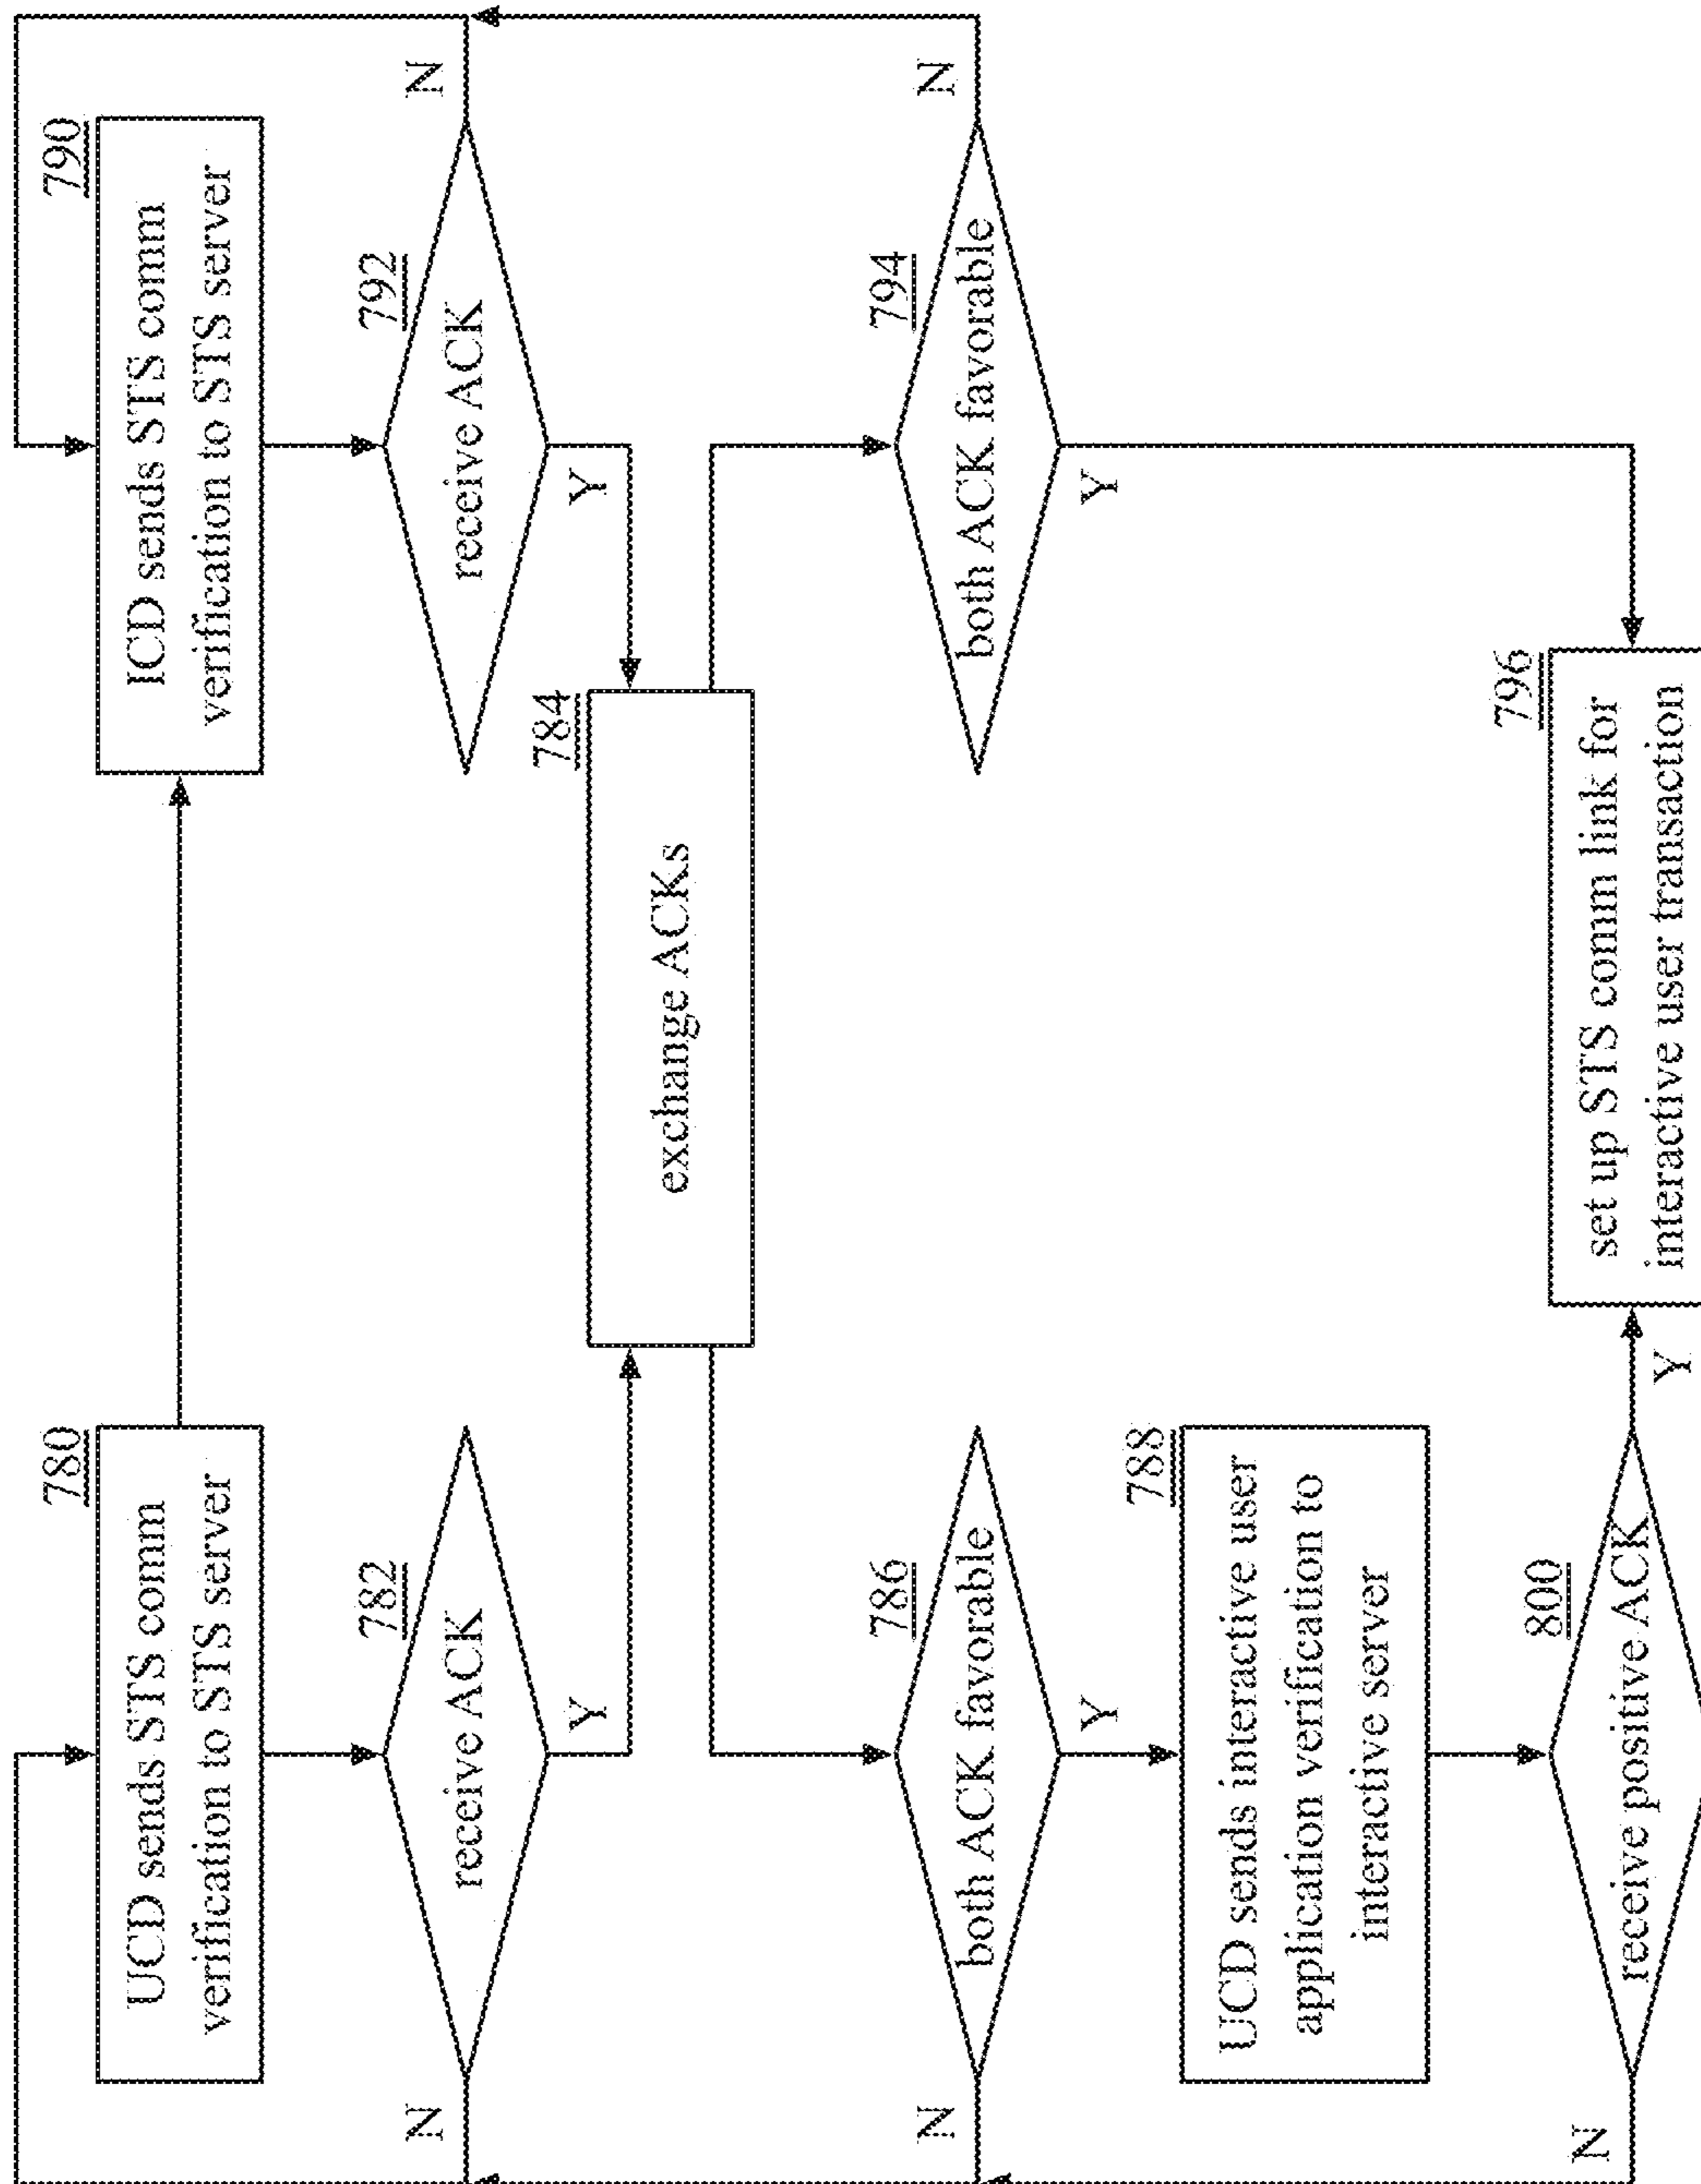 780
UCD sends STS comm
verification to STS server
790
ICD sends STS comm
verification to STS server
782
receive ACK
N
Y
792
receive ACK
N
Y
784
exchange ACKs
786
both ACK favorable
N
Y
794
both ACK favorable
N
Y
788
UCD sends interactive user
application verification to
interactive server
800
receive positive ACK
N
Y
796
set up STS comm link for
interactive user transaction